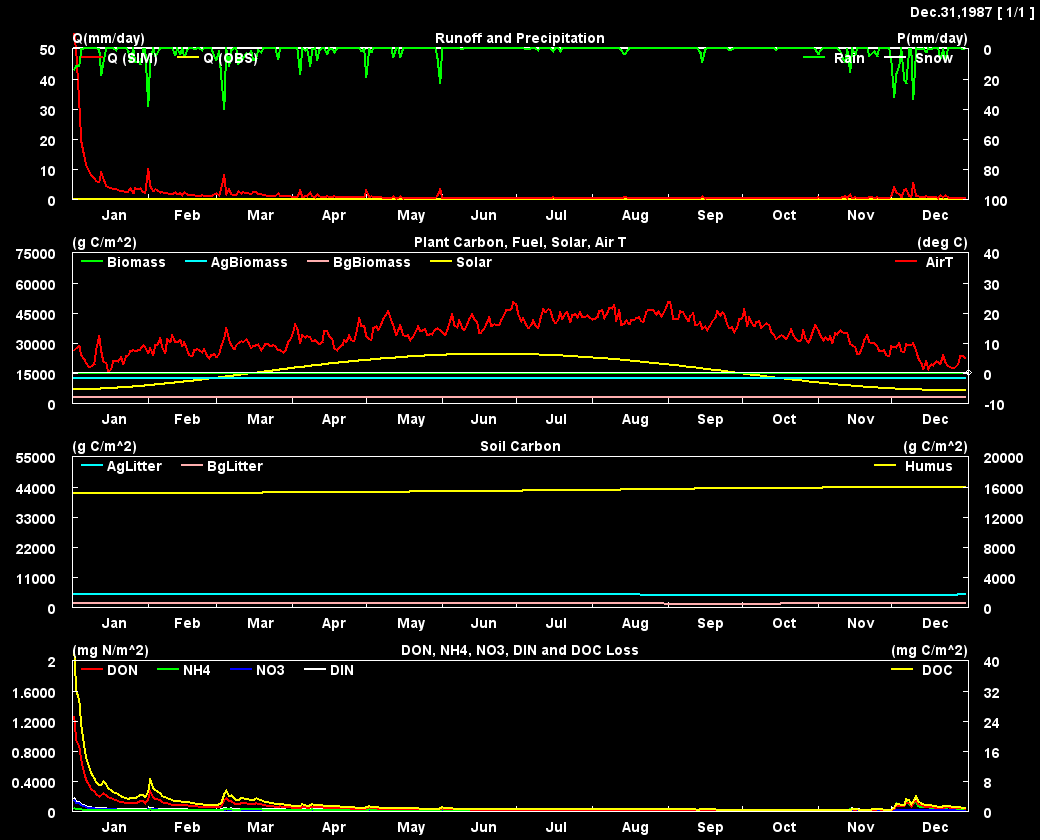 Dec.31,1987 [ 1/1 ]
Q(mm/day) Runoff and Precipitation P(mm/day)
50 Q (SIM) Q (OBS) Rain Snow 0
40 20
30 40
20 60
10 80
0 100
Jan Feb Mar Apr May Jun Jul Aug Sep Oct Nov Dec
(g C/m^2) Plant Carbon, Fuel, Solar, Air T (deg C)
75000 Biomass AgBiomass BgBiomass Solar AirT 40
60000 30
45000 20
30000 10
15000 0
0 -10
Jan Feb Mar Apr May Jun Jul Aug Sep Oct Nov Dec
(g C/m^2) Soil Carbon (g C/m^2)
55000 AgLitter BgLitter Humus 20000
44000 16000
33000 12000
22000 8000
11000 4000
0 0
Jan Feb Mar Apr May Jun Jul Aug Sep Oct Nov Dec
(mg N/m^2) DON, NH4, NO3, DIN and DOC Loss (mg C/m^2)
2 DON NH4 NO3 DIN DOC 40
1.6000 32
1.2000 24
0.8000 16
0.4000 8
0 0
Jan Feb Mar Apr May Jun Jul Aug Sep Oct Nov Dec